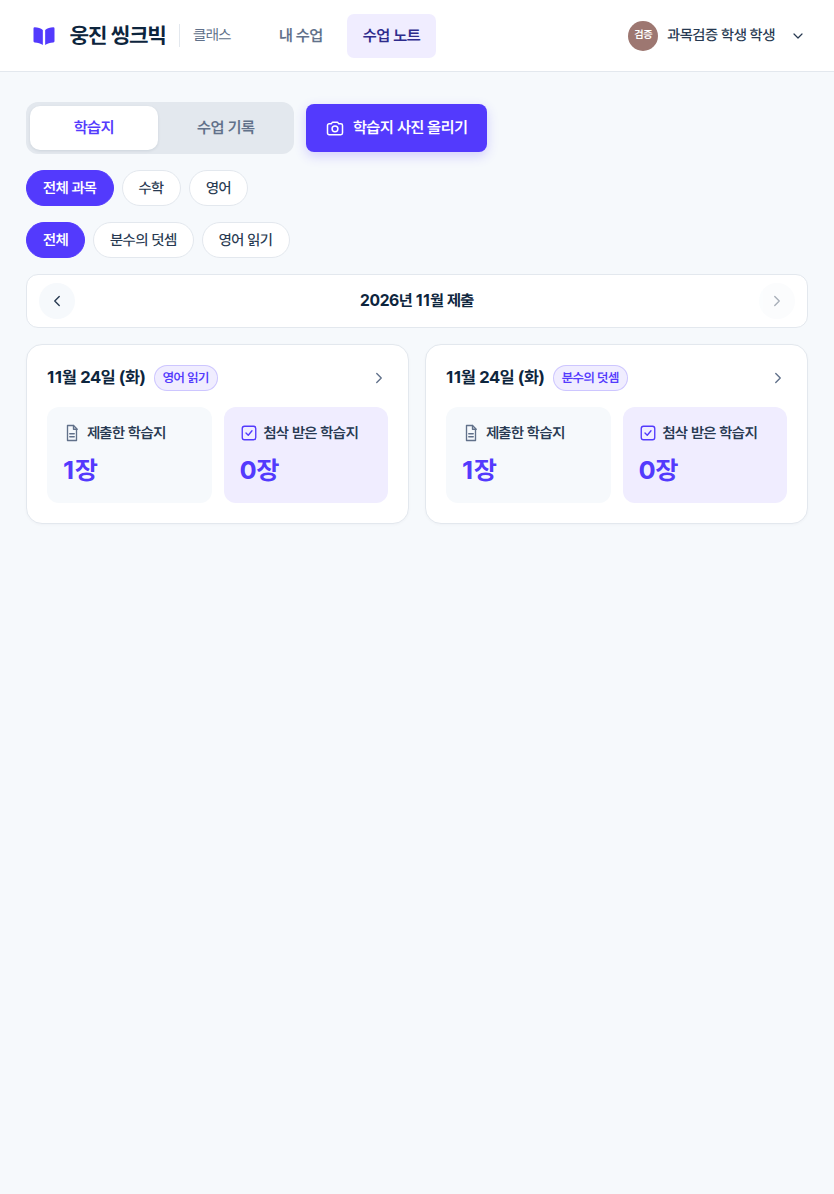 웅진 씽크빅 클래스 내 수업 수업 노트 검증 과목검증 학생 학생
학습지 수업 기록 학습지 사진 올리기
전체 과목 수학 영어
전체 분수의 덧셈 영어 읽기
2026년 11월 제출
11월 24일 (화) 영어 읽기
제출한 학습지 첨삭 받은 학습지
1장 0장
11월 24일 (화) 분수의 덧셈
제출한 학습지 첨삭 받은 학습지
1장 0장